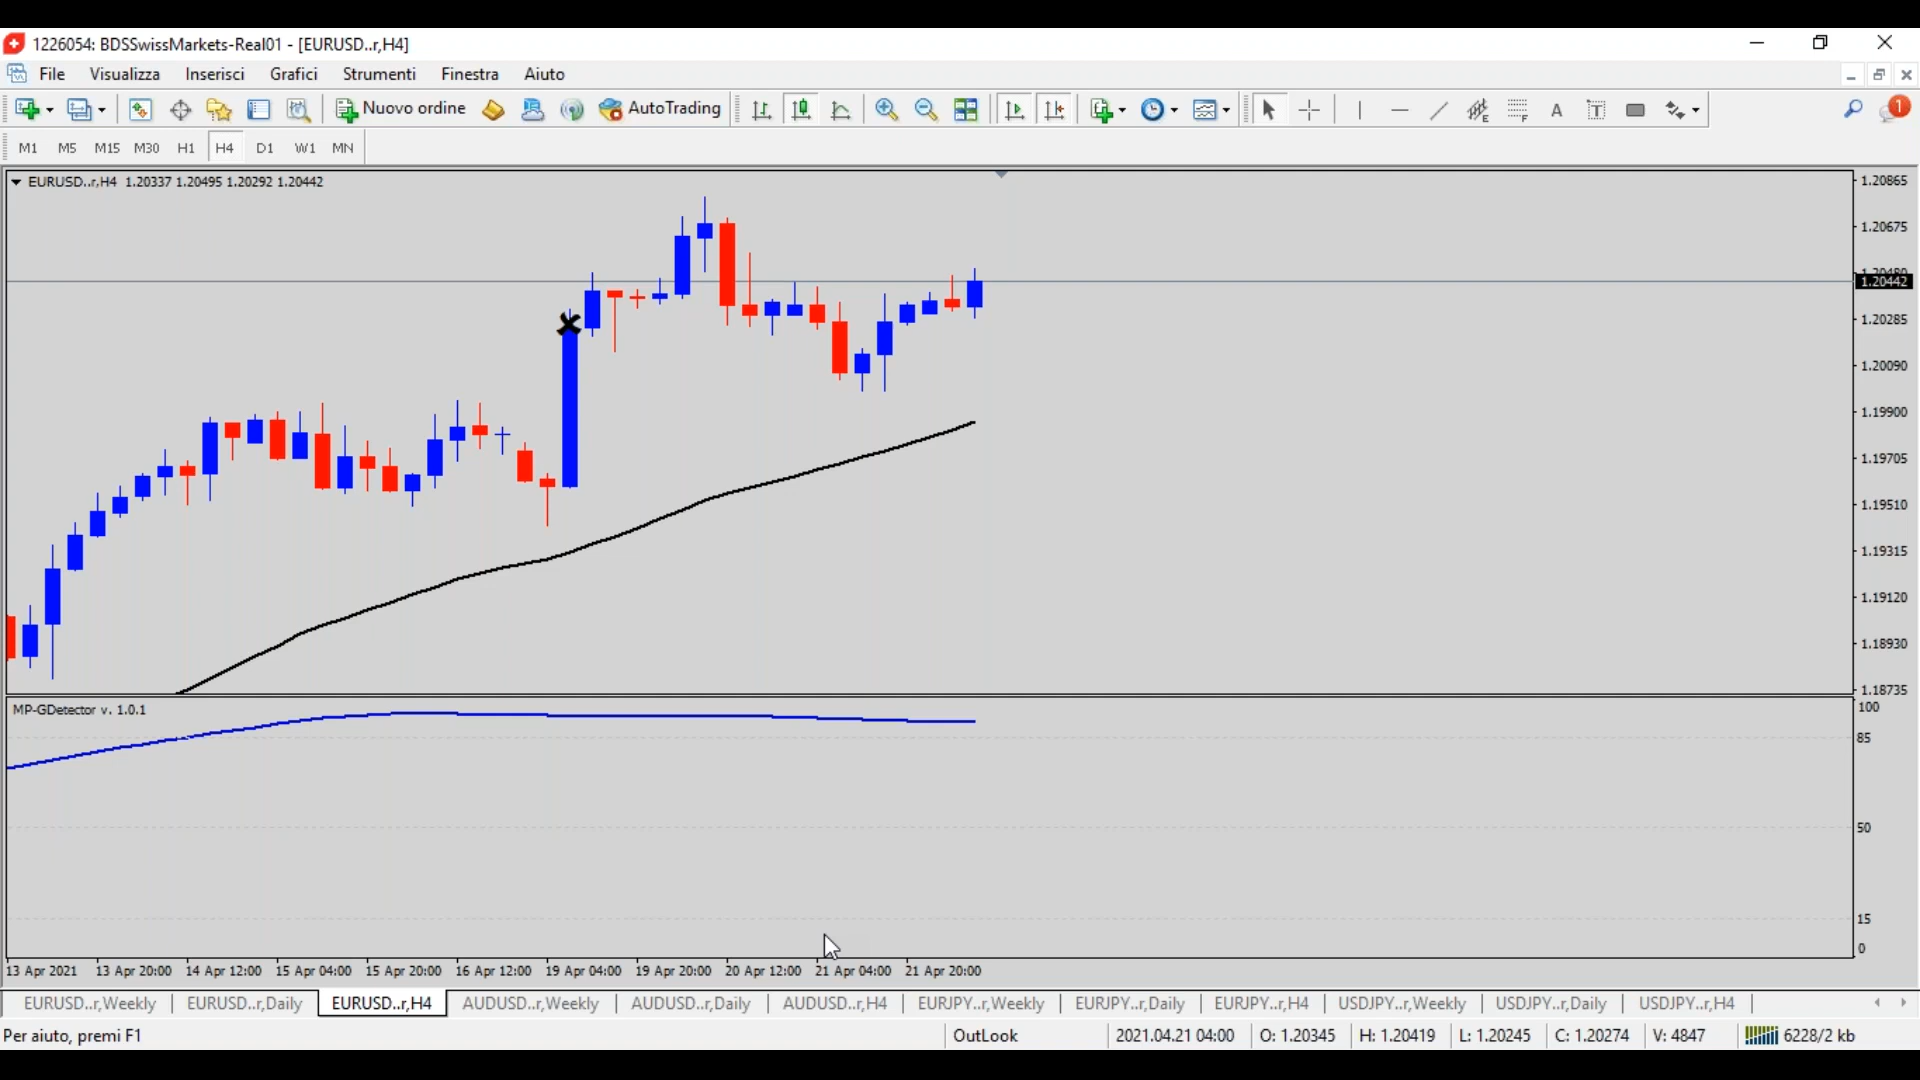 1226054: BDSSwissMarkets-Real01 - [EURUSD..r,H4]
File Visualizza Inserisci Grafici Strumenti Finestra Aiuto
Nuovo ordine AutoTrading A T 1
M1 M5 M15 M30 H1 H4 D1 W1 MN
EURUSD..r,H4 1.20337 1.20495 1.20292 1.20442
1.20865
1.20675
1.20480
1.20442
1.20285
1.20090
1.19900
1.19705
1.19510
1.19315
1.19120
1.18930
1.18735
MP-GDetector v. 1.0.1
100
85
50
15
0
13 Apr 2021 13 Apr 20:00 14 Apr 12:00 15 Apr 04:00 15 Apr 20:00 16 Apr 12:00 19 Apr 04:00 19 Apr 20:00 20 Apr 12:00 21 Apr 04:00 21 Apr 20:00
EURUSD..r,Weekly EURUSD..r,Daily EURUSD..r,H4 AUDUSD..r,Weekly AUDUSD..r,Daily AUDUSD..r,H4 EURJPY..r,Weekly EURJPY..r,Daily EURJPY..r,H4 USDJPY..r,Weekly USDJPY..r,Daily USDJPY..r,H4
Per aiuto, premi F1 OutLook 2021.04.21 04:00 O: 1.20345 H: 1.20419 L: 1.20245 C: 1.20274 V: 4847 6228/2 kb